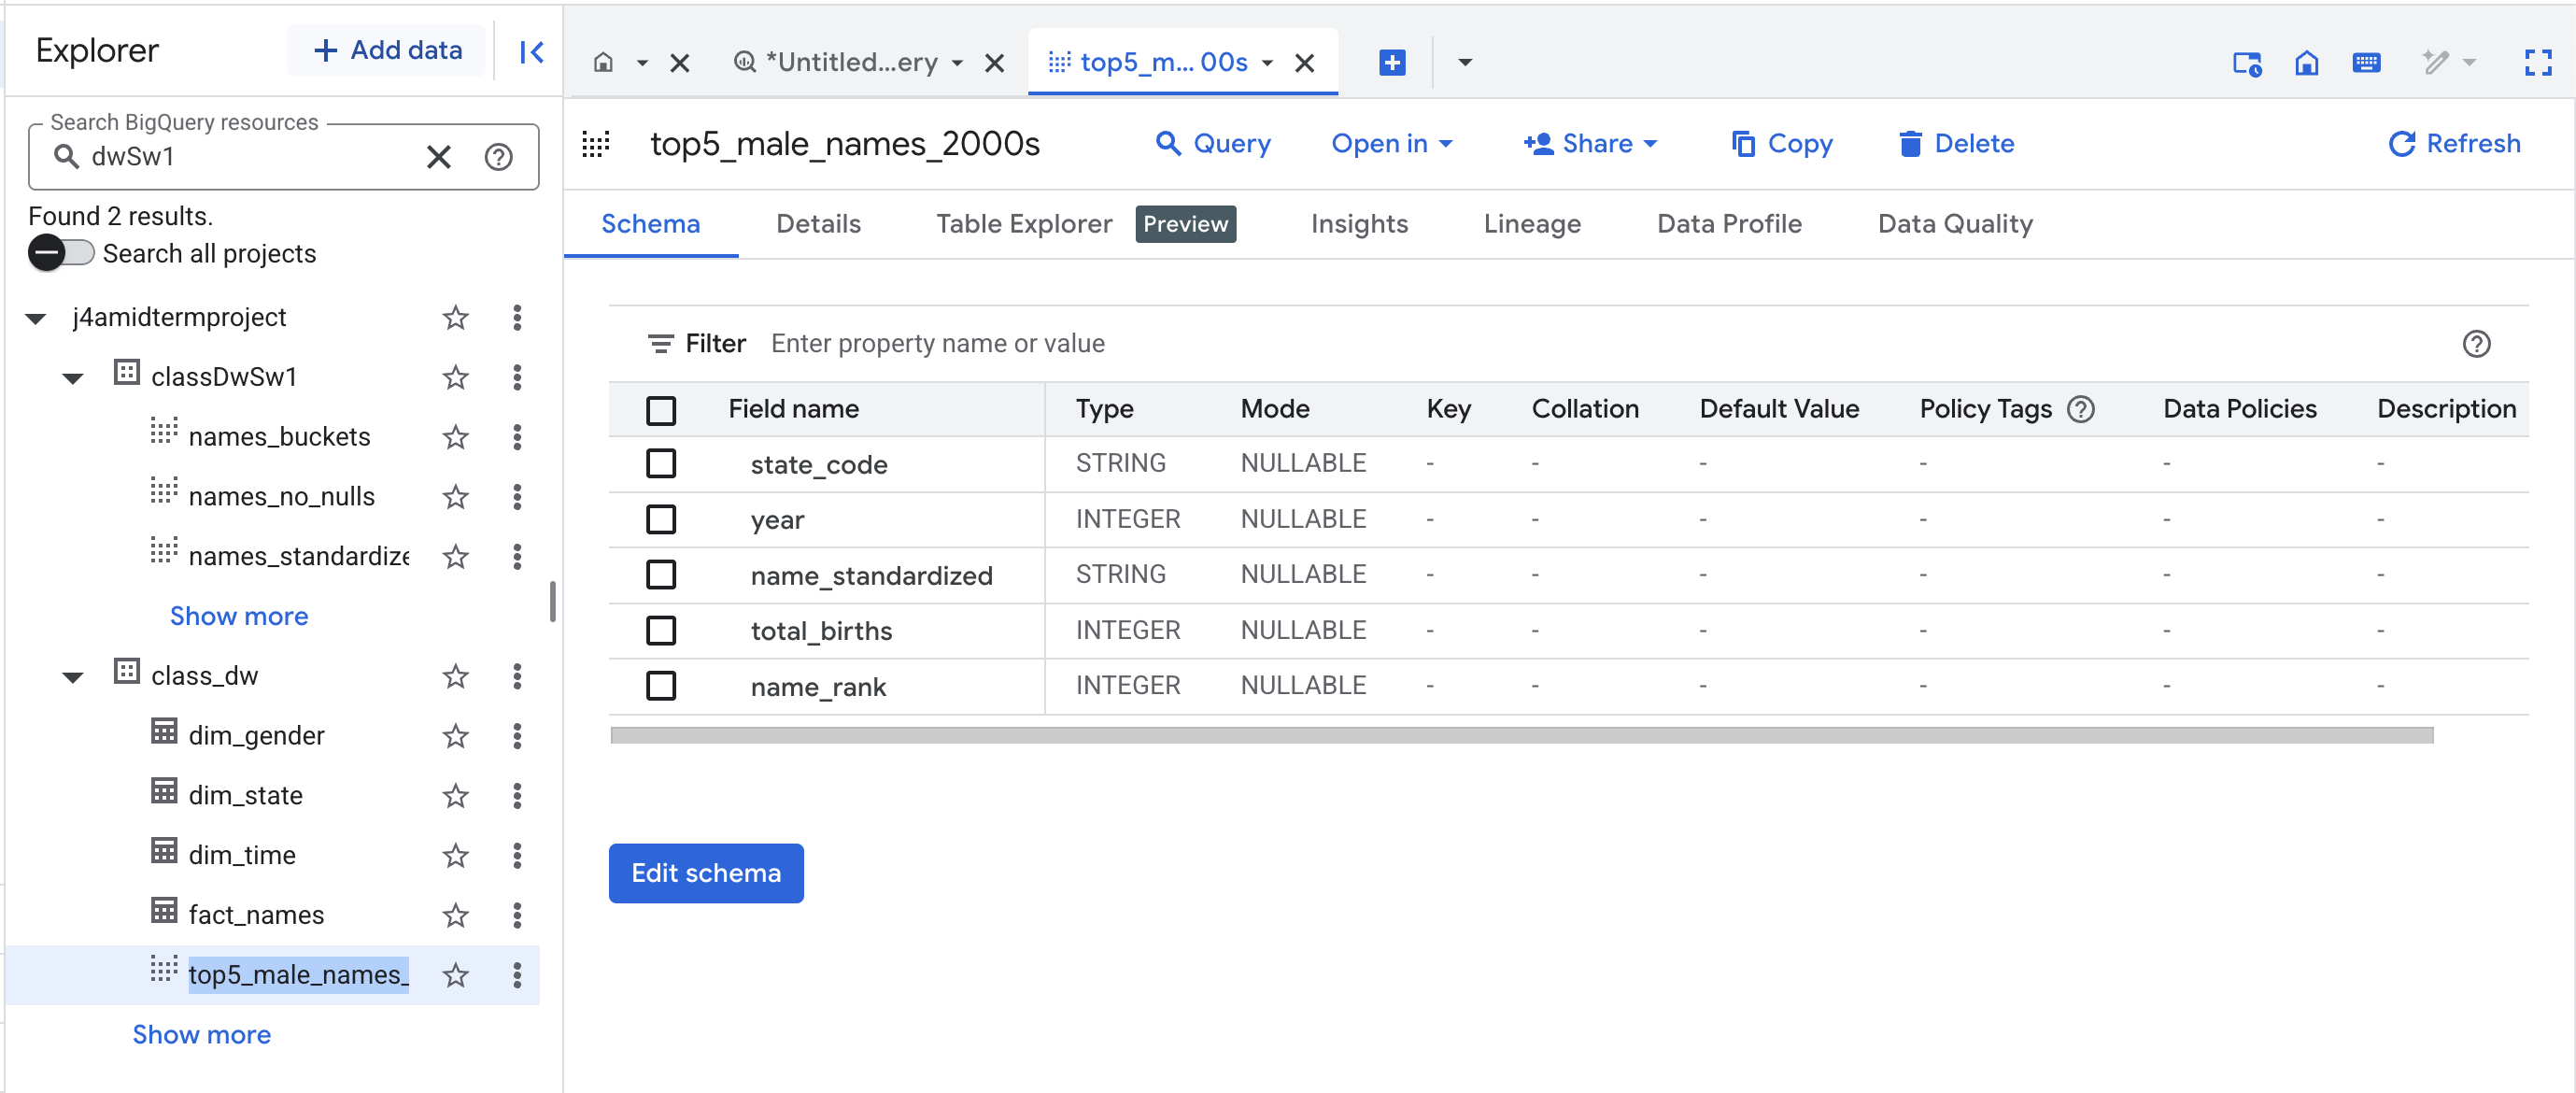 Explorer
+ Add data
Search BigQuery resources
dwSw1
Found 2 results.
Search all projects
j4amidtermproject
classDwSw1
names_buckets
names_no_nulls
names_standardize
Show more
class_dw
dim_gender
dim_state
dim_time
fact_names
top5_male_names_
Show more
*Untitled...ery
top5_m... 00s
top5_male_names_2000s
Query
Open in
Share
Copy
Delete
Refresh
Schema Details Table Explorer Preview Insights Lineage Data Profile Data Quality
Filter Enter property name or value
Field name Type Mode Key Collation Default Value Policy Tags Data Policies Description
state_code STRING NULLABLE - - - - - -
year INTEGER NULLABLE - - - - - -
name_standardized STRING NULLABLE - - - - - -
total_births INTEGER NULLABLE - - - - - -
name_rank INTEGER NULLABLE - - - - - -
Edit schema